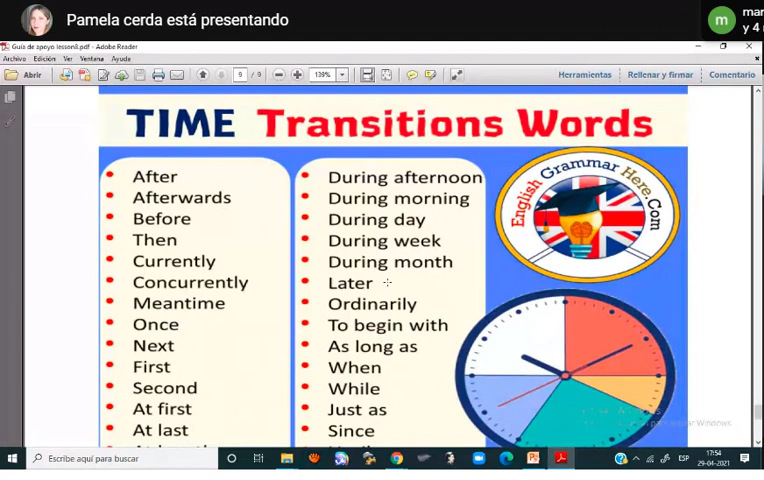 Pamela cerda está presentando
m
mar
y 4
Guía de apoyo lesson8.pdf - Adobe Reader
Archivo Edición Ver Ventana Ayuda
Abrir
9 / 9
139%
Herramientas
Rellenar y firmar
Comentario
TIME Transitions Words
After
Afterwards
Before
Then
Currently
Concurrently
Meantime
Once
Next
First
Second
At first
At last
During afternoon
During morning
During day
During week
During month
Later
Ordinarily
To begin with
As long as
When
While
Just as
Since
English Grammar Here.Com
Escribe aquí para buscar
ESP
17:54
29-04-2021